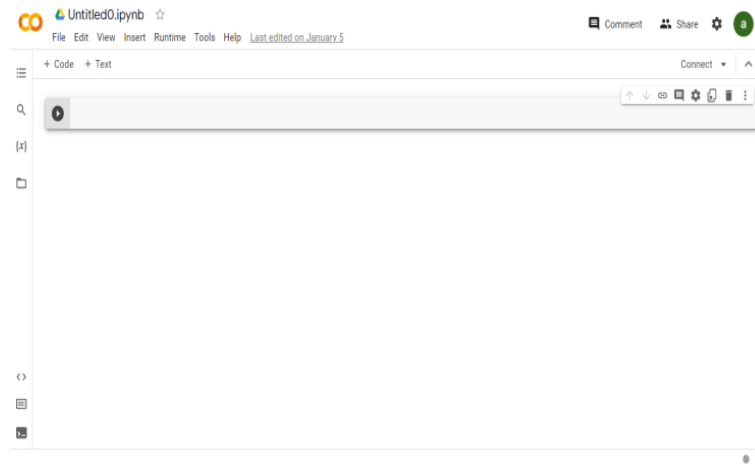 Untitled0.ipynb
Comment
Share
a
File Edit View Insert Runtime Tools Help Last edited on January 5
+ Code + Text
Connect
{x}